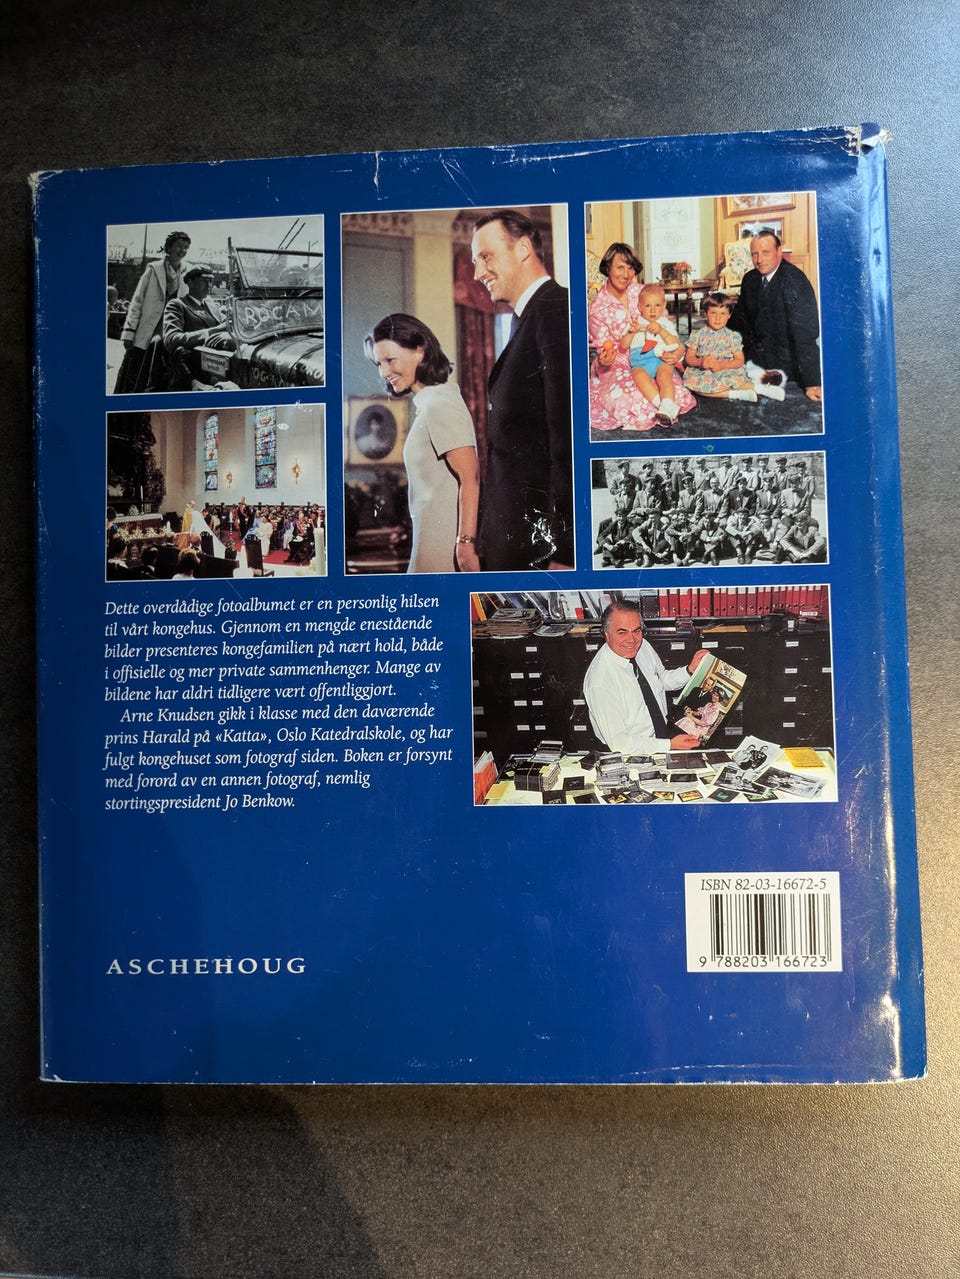 BDCAM
Dette overdådige fotoalbumet er en personlig hilsen
til vårt kongehus. Gjennom en mengde enestående
bilder presenteres kongefamilien på nært hold, både
i offisielle og mer private sammenhenger. Mange av
bildene har aldri tidligere vært offentliggjort.
Arne Knudsen gikk i klasse med den daværende
prins Harald på «Katta», Oslo Katedralskole, og har
fulgt kongehuset som fotograf siden. Boken er forsynt
med forord av en annen fotograf, nemlig
stortingspresident Jo Benkow.
ASCHEHOUG
ISBN 82-03-16672-5
9 788203 166723